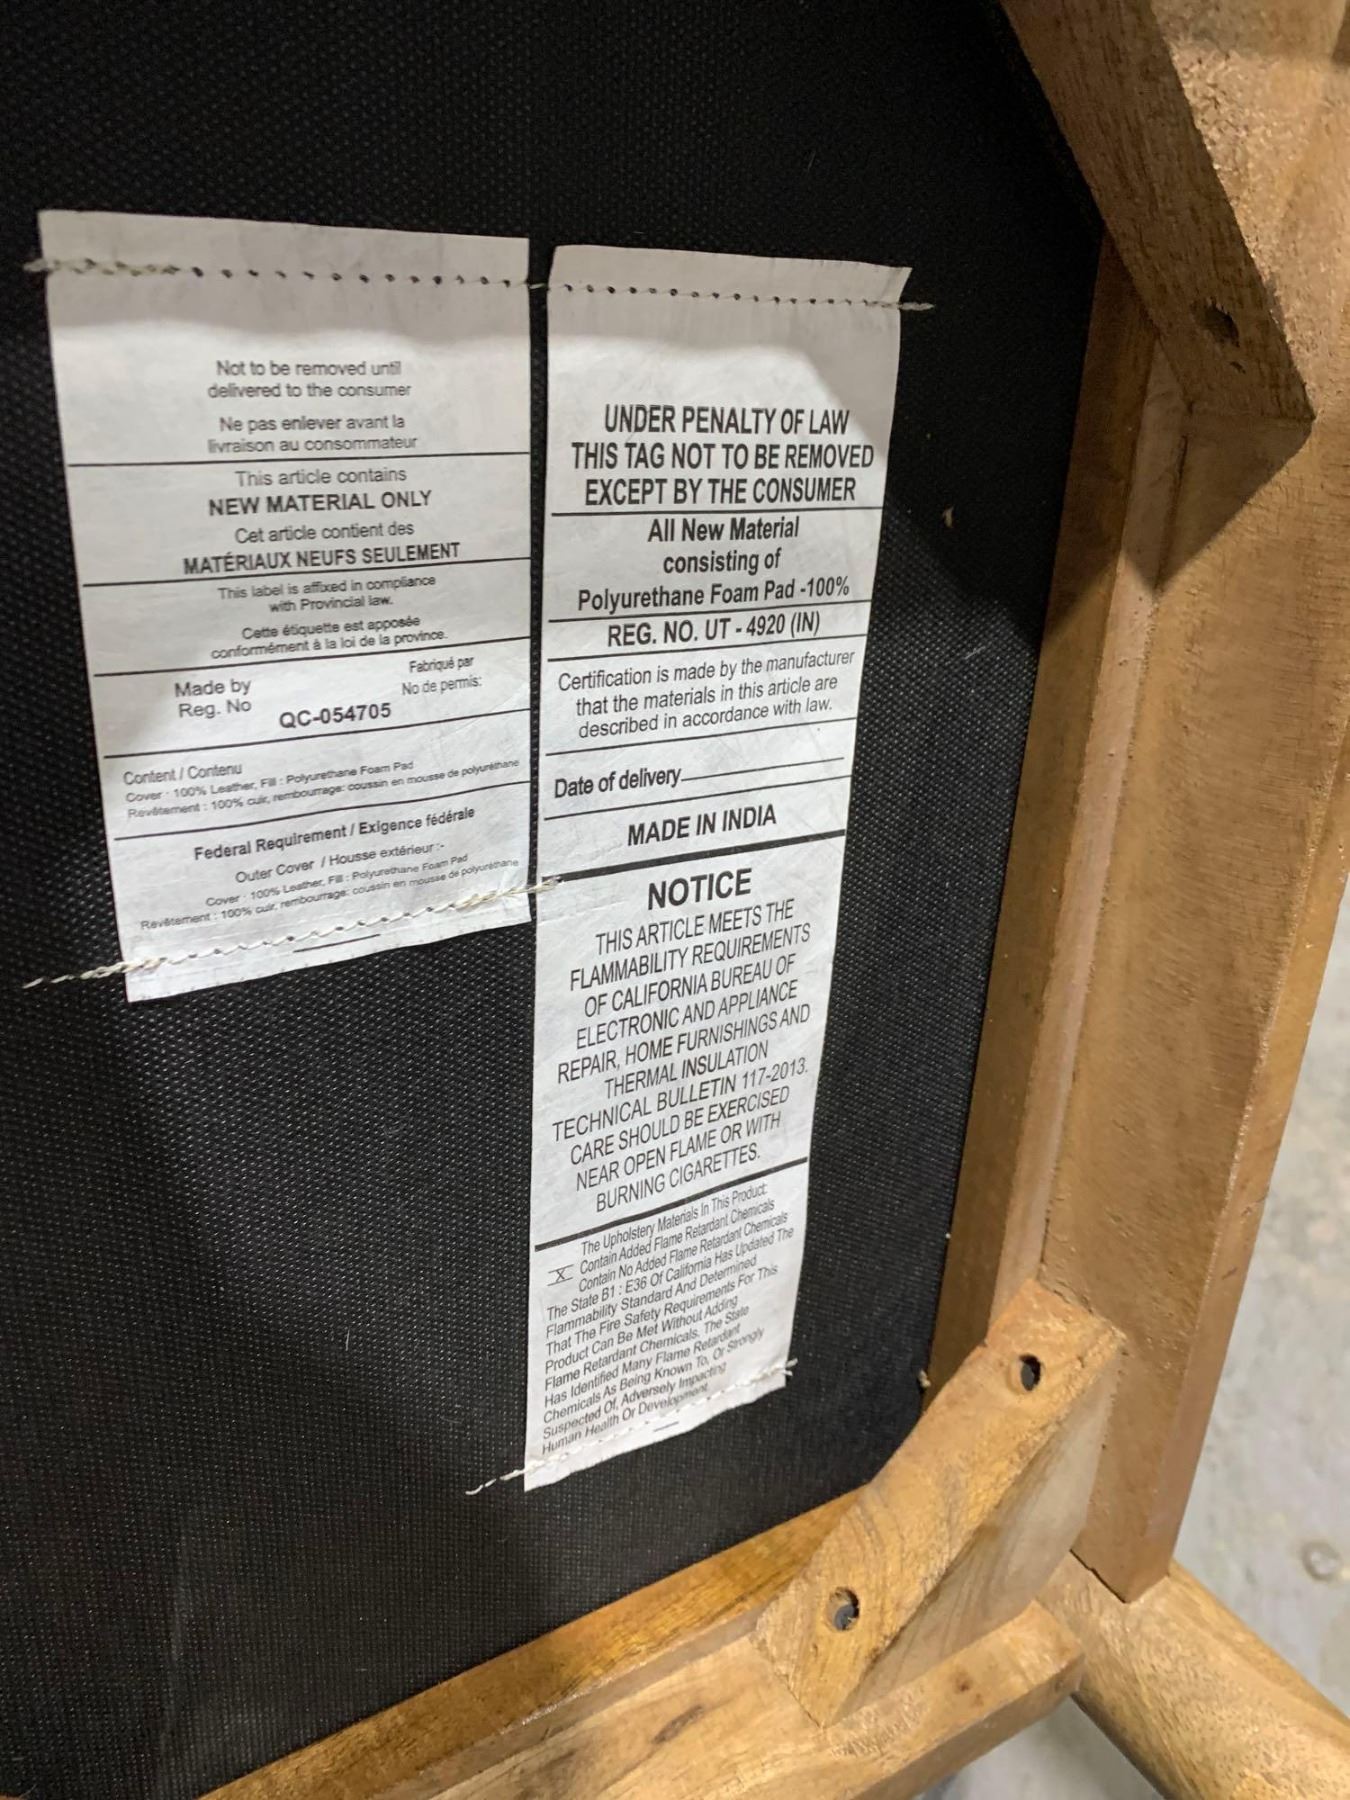 Not to be removed until
delivered to the consumer
Ne pas enlever avant la
livraison au consommateur
This article contains
NEW MATERIAL ONLY
Cet article contient des
MATÉRIAUX NEUFS SEULEMENT
This label is affixed in compliance
with Provincial law.
Cette étiquette est apposée
conformément à la loi de la province.
Made by
Reg. No
Fabriqué par
No de permis:
QC-054705
Content / Contenu
Cover : 100% Leather, Fill : Polyurethane Foam Pad
Revêtement : 100% cuir, rembourrage: coussin en mousse de polyuréthane
Federal Requirement / Exigence fédérale
Outer Cover / Housse extérieur :-
Cover : 100% Leather, Fill : Polyurethane Foam Pad
Revêtement : 100% cuir, rembourrage: coussin en mousse de polyuréthane
UNDER PENALTY OF LAW
THIS TAG NOT TO BE REMOVED
EXCEPT BY THE CONSUMER
All New Material
consisting of
Polyurethane Foam Pad -100%
REG. NO. UT - 4920 (IN)
Certification is made by the manufacturer
that the materials in this article are
described in accordance with law.
Date of delivery
MADE IN INDIA
NOTICE
THIS ARTICLE MEETS THE
FLAMMABILITY REQUIREMENTS
OF CALIFORNIA BUREAU OF
ELECTRONIC AND APPLIANCE
REPAIR, HOME FURNISHINGS AND
THERMAL INSULATION
TECHNICAL BULLETIN 117-2013.
CARE SHOULD BE EXERCISED
NEAR OPEN FLAME OR WITH
BURNING CIGARETTES.
The Upholstery Materials In This Product:
Contain Added Flame Retardant Chemicals
X Contain No Added Flame Retardant Chemicals
The State B1 : E36 Of California Has Updated The
Flammability Standard And Determined
That The Fire Safety Requirements For This
Product Can Be Met Without Adding
Flame Retardant Chemicals. The State
Has Identified Many Flame Retardant
Chemicals As Being Known To, Or Strongly
Suspected Of, Adversely Impacting
Human Health Or Development.